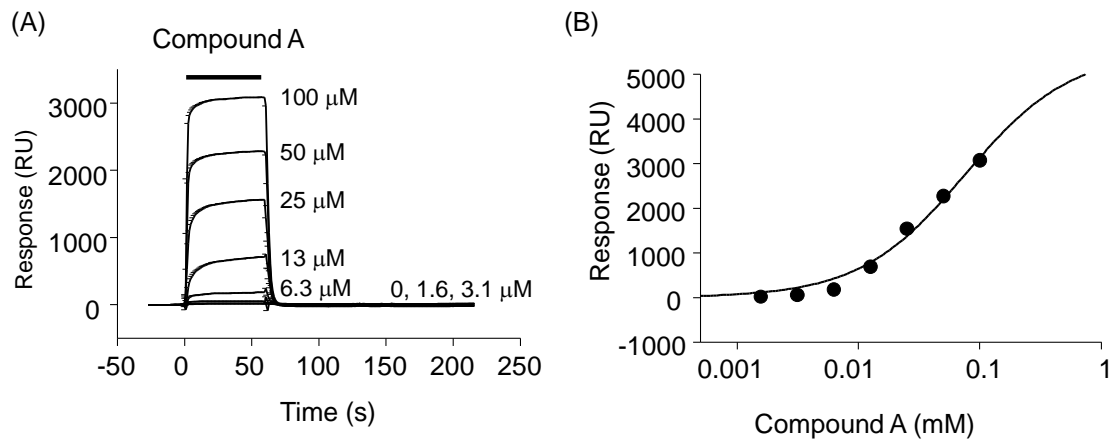 (A)
Compound A
3000
2000
1000
0
Response (RU)
100 μM
50 μM
25 μM
13 μM
6.3 μM
0, 1.6, 3.1 μM
-50 0 50 100 150 200 250
Time (s)
(B)
5000
4000
3000
2000
1000
0
-1000
Response (RU)
0.001 0.01 0.1 1
Compound A (mM)